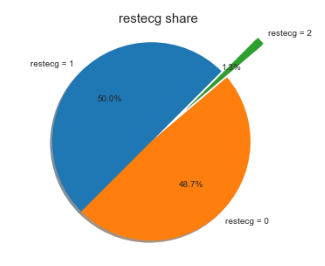 restecg share
restecg = 2
restecg = 1
1.3%
50.0%
48.7%
restecg = 0